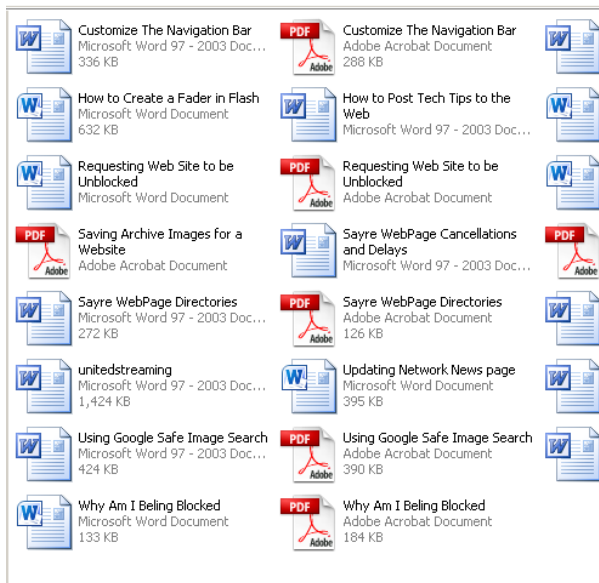 Customize The Navigation Bar
Microsoft Word 97 - 2003 Doc...
336 KB
PDF
Adobe
Customize The Navigation Bar
Adobe Acrobat Document
288 KB
How to Create a Fader in Flash
Microsoft Word Document
632 KB
How to Post Tech Tips to the
Web
Microsoft Word 97 - 2003 Doc...
Requesting Web Site to be
Unblocked
Microsoft Word Document
PDF
Adobe
Requesting Web Site to be
Unblocked
Adobe Acrobat Document
PDF
Adobe
Saving Archive Images for a
Website
Adobe Acrobat Document
Sayre WebPage Cancellations
and Delays
Microsoft Word 97 - 2003 Doc...
PDF
Adobe
Sayre WebPage Directories
Microsoft Word 97 - 2003 Doc...
272 KB
PDF
Adobe
Sayre WebPage Directories
Adobe Acrobat Document
126 KB
unitedstreaming
Microsoft Word 97 - 2003 Doc...
1,424 KB
Updating Network News page
Microsoft Word Document
395 KB
Using Google Safe Image Search
Microsoft Word 97 - 2003 Doc...
424 KB
PDF
Adobe
Using Google Safe Image Search
Adobe Acrobat Document
390 KB
Why Am I Beling Blocked
Microsoft Word Document
133 KB
PDF
Adobe
Why Am I Beling Blocked
Adobe Acrobat Document
184 KB